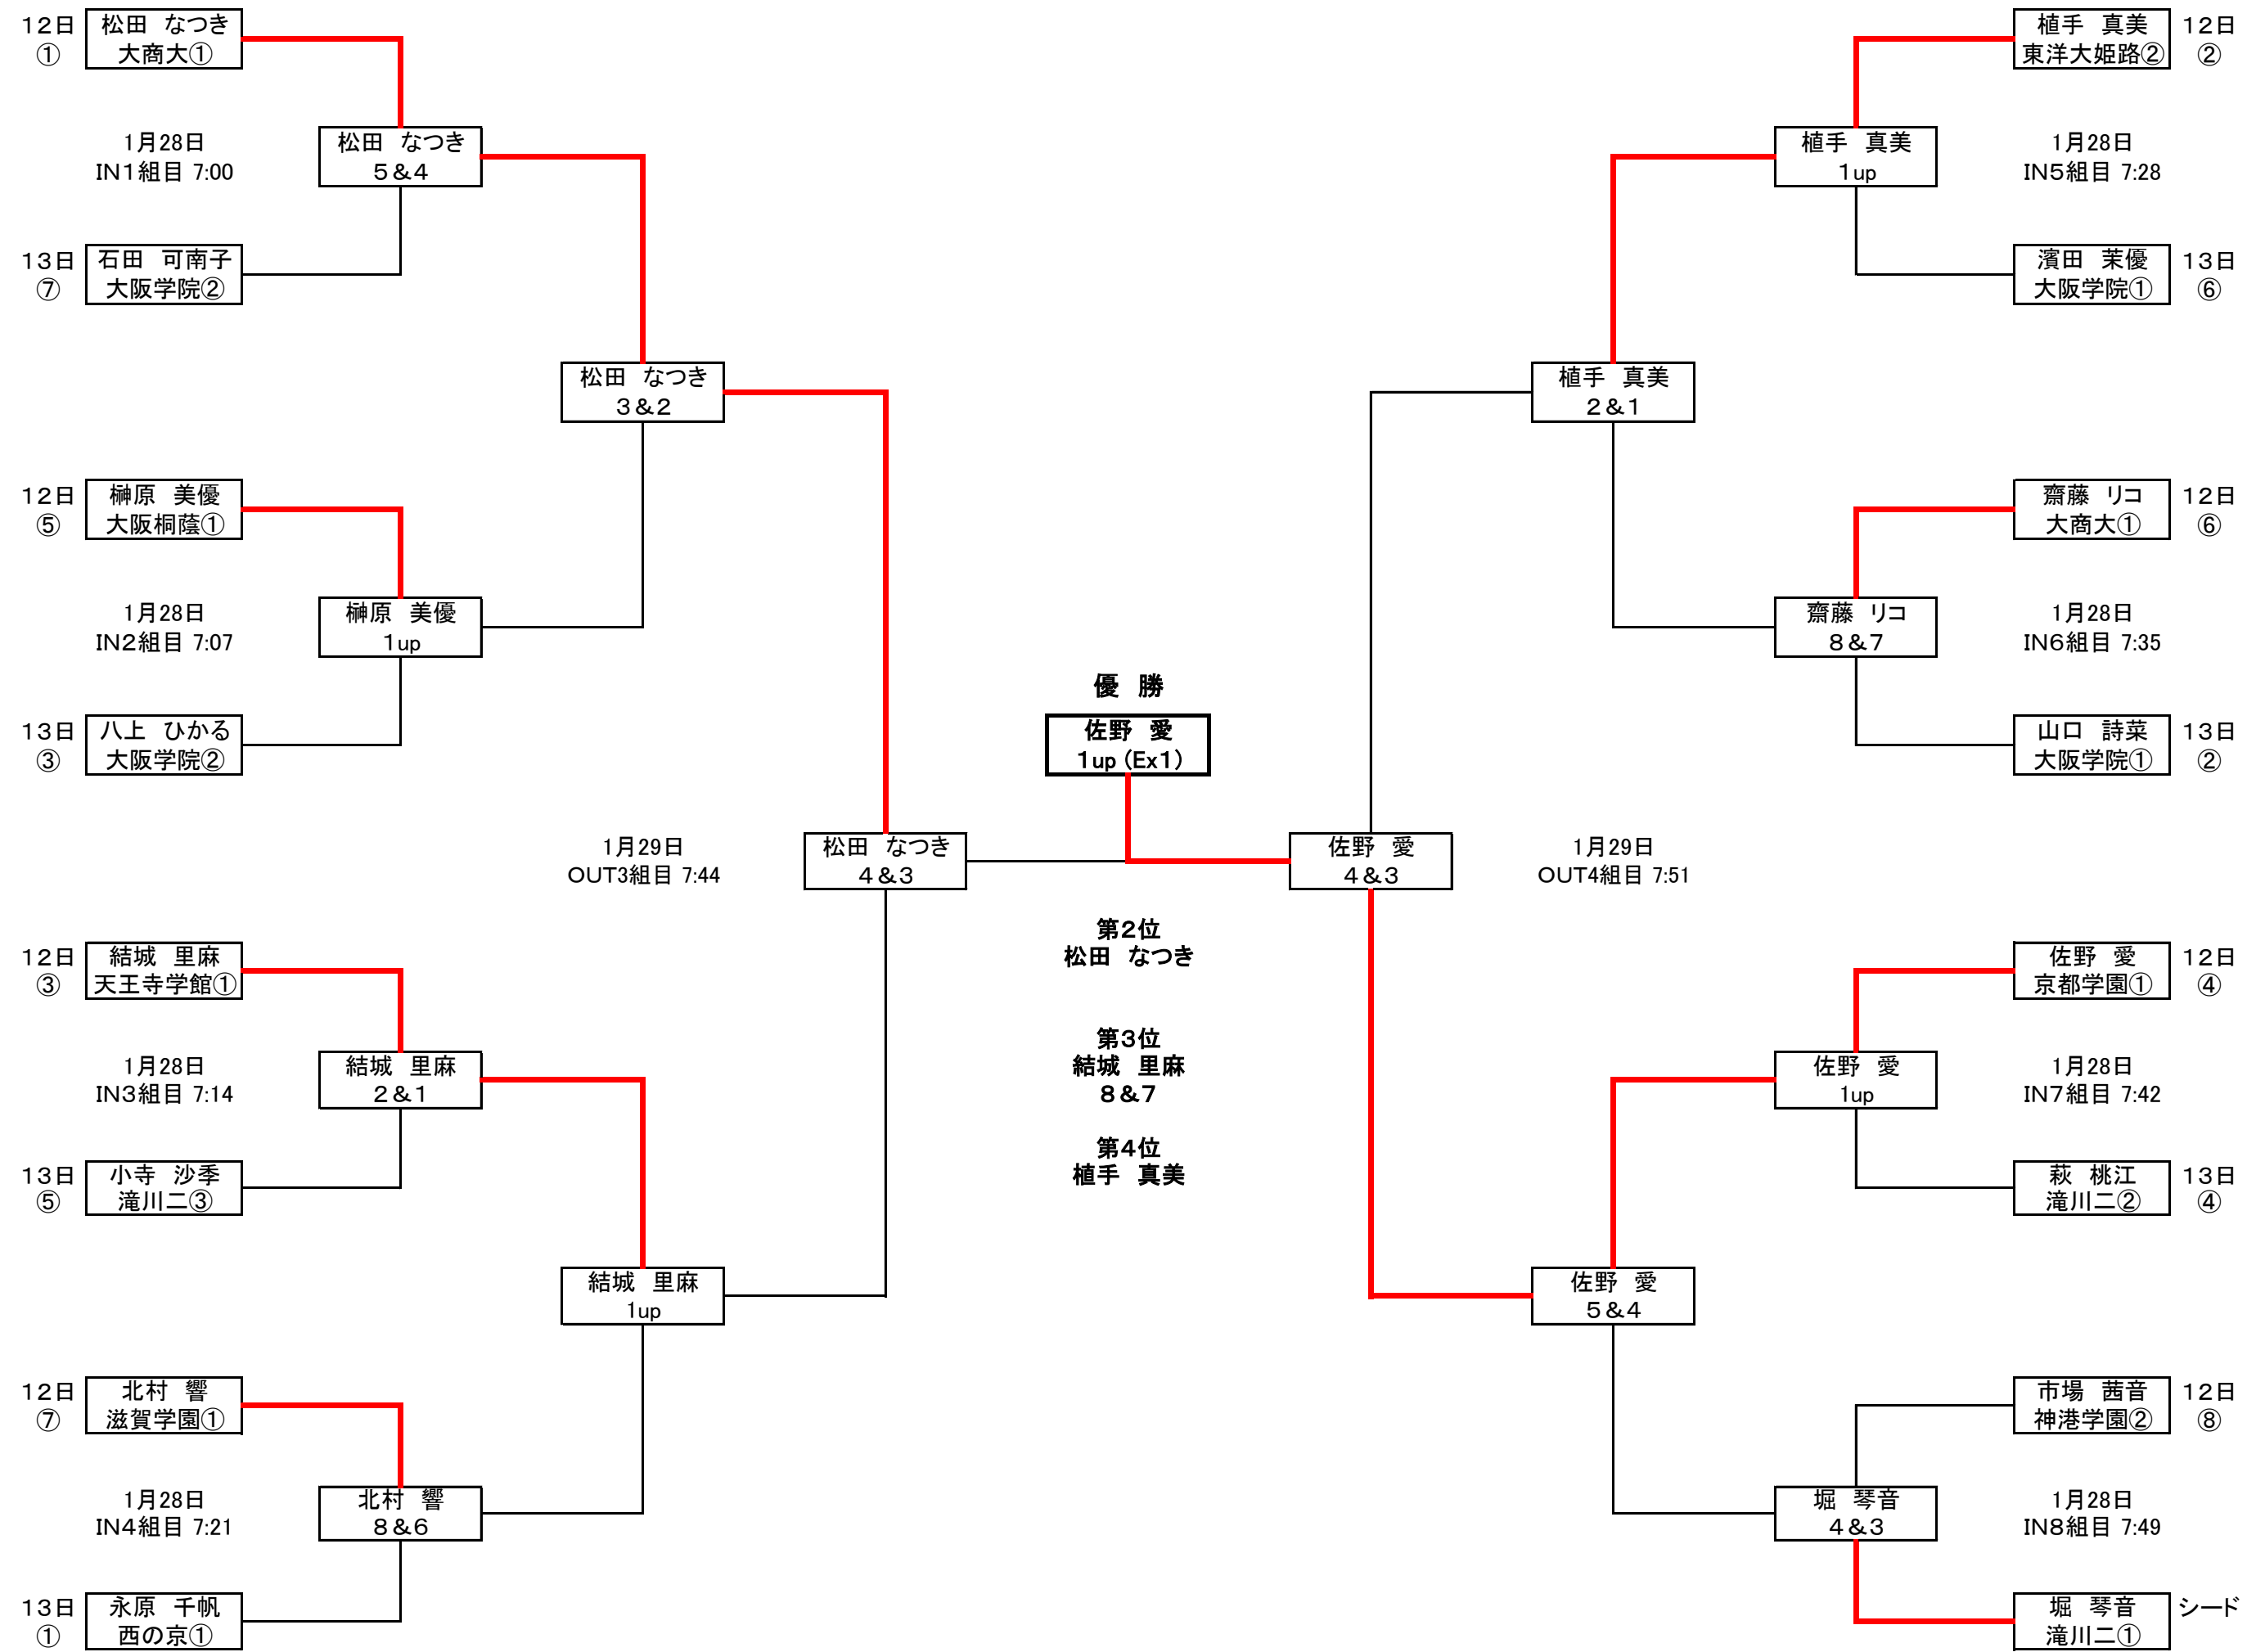 12日
①
松田 なつき
大商大①
1月28日
IN1組目 7:00
松田 なつき
5&4
13日
⑦
石田 可南子
大阪学院②
松田 なつき
3&2
12日
⑤
榊原 美優
大阪桐蔭①
1月28日
IN2組目 7:07
榊原 美優
1up
13日
③
八上 ひかる
大阪学院②
1月29日
OUT3組目 7:44
松田 なつき
4&3
12日
③
結城 里麻
天王寺学館①
1月28日
IN3組目 7:14
結城 里麻
2&1
13日
⑤
小寺 沙季
滝川二③
結城 里麻
1up
12日
⑦
北村 響
滋賀学園①
1月28日
IN4組目 7:21
北村 響
8&6
13日
①
永原 千帆
西の京①
優 勝
佐野 愛
1up (Ex1)
第2位
松田 なつき
第3位
結城 里麻
8&7
第4位
植手 真美
植手 真美
東洋大姫路②
12日
②
植手 真美
1up
1月28日
IN5組目 7:28
濱田 茉優
大阪学院①
13日
⑥
植手 真美
2&1
齋藤 リコ
大商大①
12日
⑥
齋藤 リコ
8&7
1月28日
IN6組目 7:35
山口 詩菜
大阪学院①
13日
②
佐野 愛
4&3
1月29日
OUT4組目 7:51
佐野 愛
京都学園①
12日
④
佐野 愛
1up
1月28日
IN7組目 7:42
萩 桃江
滝川二②
13日
④
佐野 愛
5&4
市場 茜音
神港学園②
12日
⑧
堀 琴音
4&3
1月28日
IN8組目 7:49
堀 琴音
滝川二①
シード